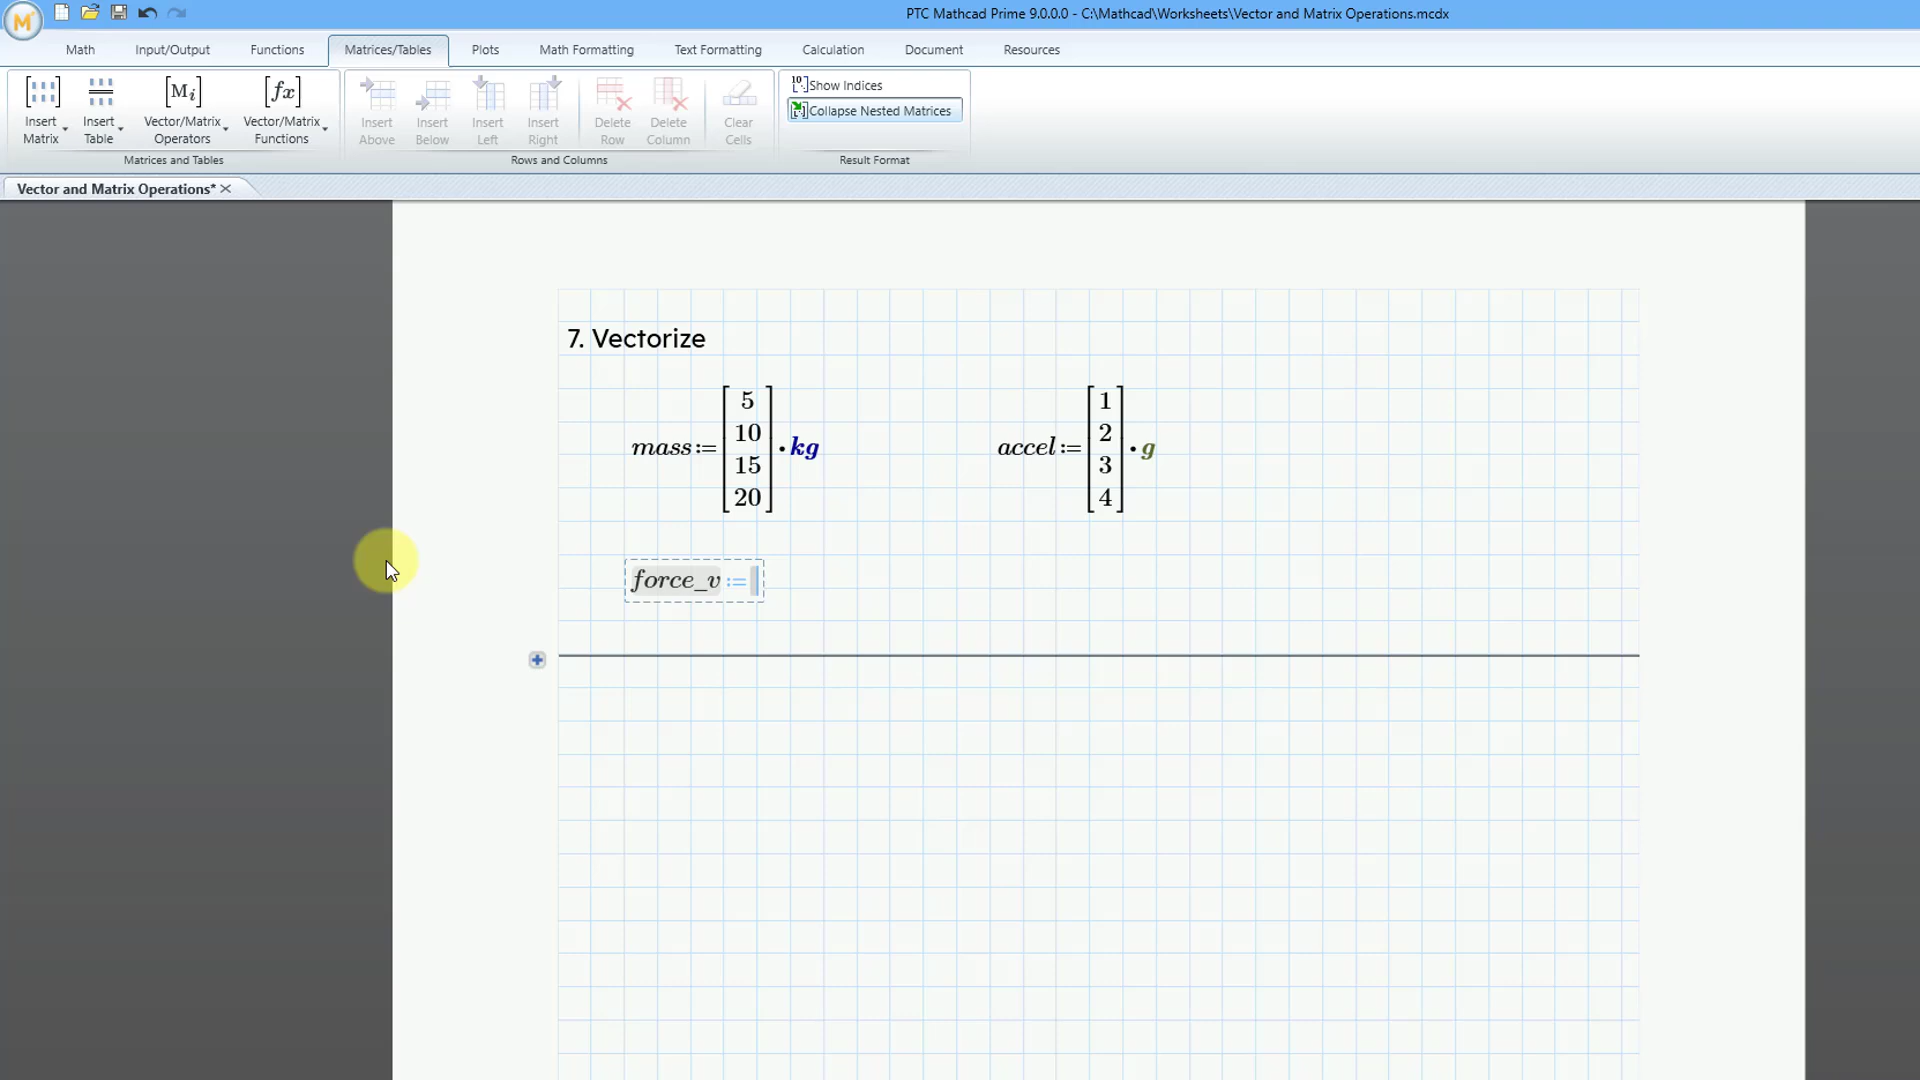 PTC Mathcad Prime 9.0.0.0 - C:\Mathcad\Worksheets\Vector and Matrix Operations.mcdx
Math Input/Output Functions Matrices/Tables Plots Math Formatting Text Formatting Calculation Document Resources
Insert Matrix
Insert Table
[Mi] Vector/Matrix Operators
[fx] Vector/Matrix Functions
Insert Above
Insert Below
Insert Left
Insert Right
Delete Row
Delete Column
Clear Cells
Show Indices
Collapse Nested Matrices
Matrices and Tables
Rows and Columns
Result Format
Vector and Matrix Operations*
7. Vectorize
mass := [5 10 15 20] · kg
accel := [1 2 3 4] · g
force_v :=